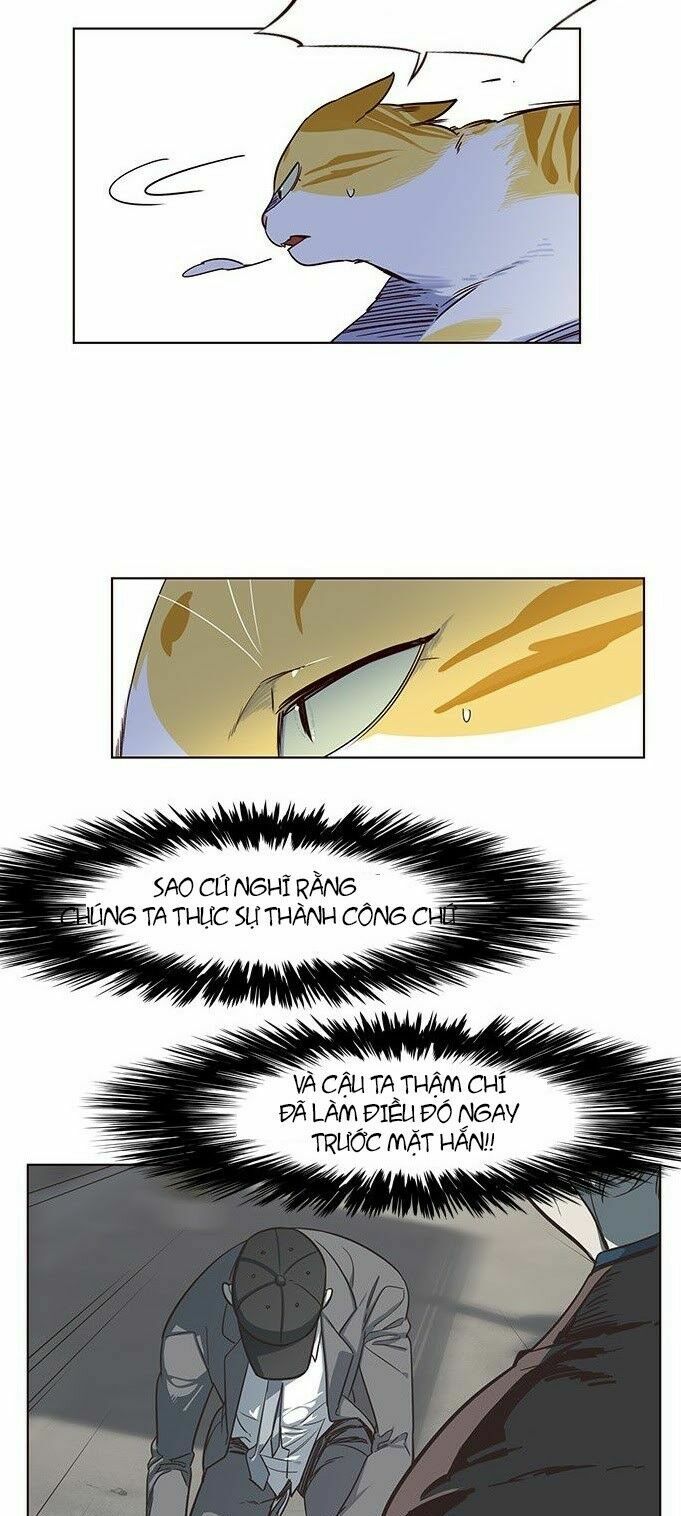 SAO CỨ NGHĨ RẰNG
CHÚNG TA THỰC SỰ THÀNH CÔNG CHỨ
VÀ CẬU TA THẬM CHÍ
ĐÃ LÀM ĐIỀU ĐÓ NGAY
TRƯỚC MẶT HẮN!!